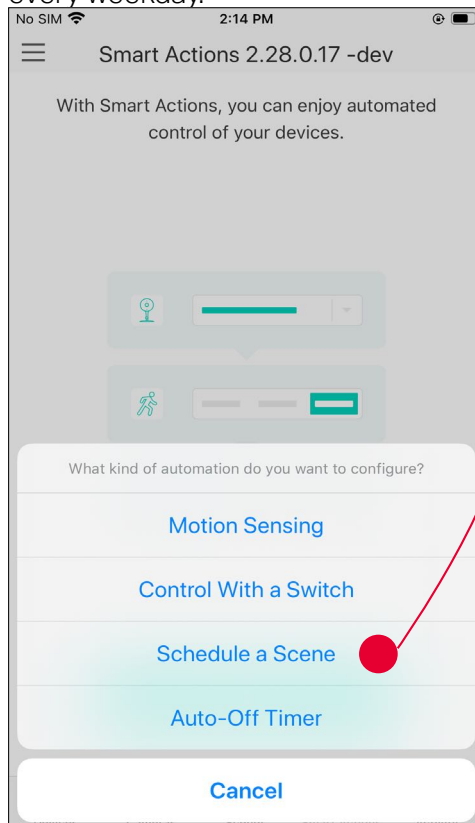 every weekday.
No SIM 2:14 PM
Smart Actions 2.28.0.17 -dev
With Smart Actions, you can enjoy automated
control of your devices.
What kind of automation do you want to configure?
Motion Sensing
Control With a Switch
Schedule a Scene
Auto-Off Timer
Cancel